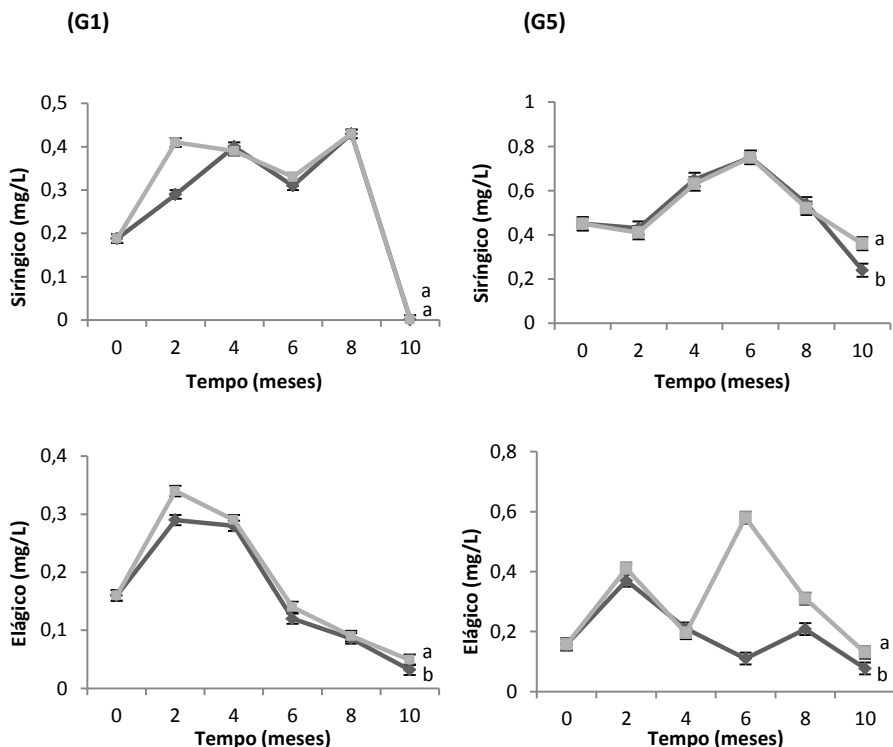 (G1)
(G5)
Siríngico (mg/L)
0,5
0,4
0,3
0,2
0,1
0
a
a
0 2 4 6 8 10
Tempo (meses)
Siríngico (mg/L)
1
0,8
0,6
0,4
0,2
0
a
b
0 2 4 6 8 10
Tempo (meses)
Elágico (mg/L)
0,4
0,3
0,2
0,1
0
a
b
0 2 4 6 8 10
Tempo (meses)
Elágico (mg/L)
0,8
0,6
0,4
0,2
0
a
b
0 2 4 6 8 10
Tempo (meses)